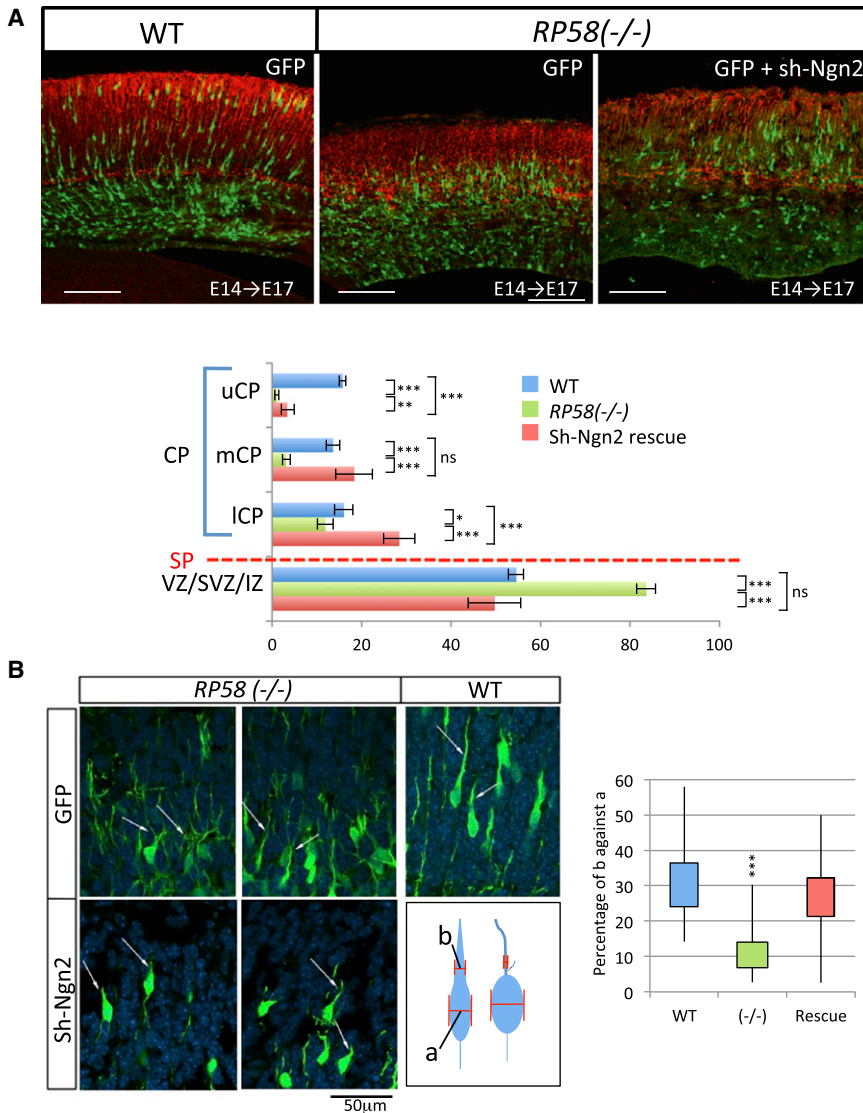 A
WT
RP58(-/-)
GFP
GFP
GFP + sh-Ngn2
E14→E17
E14→E17
E14→E17
CP
uCP
mCP
lCP
SP
VZ/SVZ/IZ
***
**
***
***
***
ns
*
***
***
***
***
ns
WT
RP58(-/-)
Sh-Ngn2 rescue
0 20 40 60 80 100
B
RP58 (-/-)
WT
GFP
Sh-Ngn2
b
a
50μm
Percentage of b against a
60
50
40
30
20
10
0
***
WT (-/-) Rescue